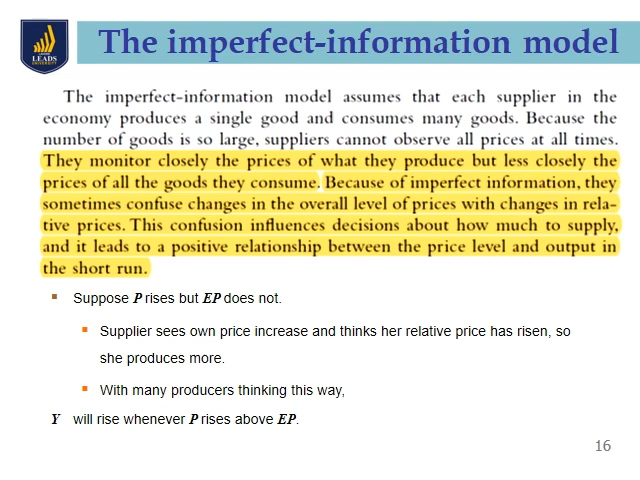 LEADS
UNIVERSITY
The imperfect-information model
The imperfect-information model assumes that each supplier in the
economy produces a single good and consumes many goods. Because the
number of goods is so large, suppliers cannot observe all prices at all times.
They monitor closely the prices of what they produce but less closely the
prices of all the goods they consume. Because of imperfect information, they
sometimes confuse changes in the overall level of prices with changes in rela-
tive prices. This confusion influences decisions about how much to supply,
and it leads to a positive relationship between the price level and output in
the short run.
▪ Suppose P rises but EP does not.
▪ Supplier sees own price increase and thinks her relative price has risen, so
she produces more.
▪ With many producers thinking this way,
Y will rise whenever P rises above EP.
16